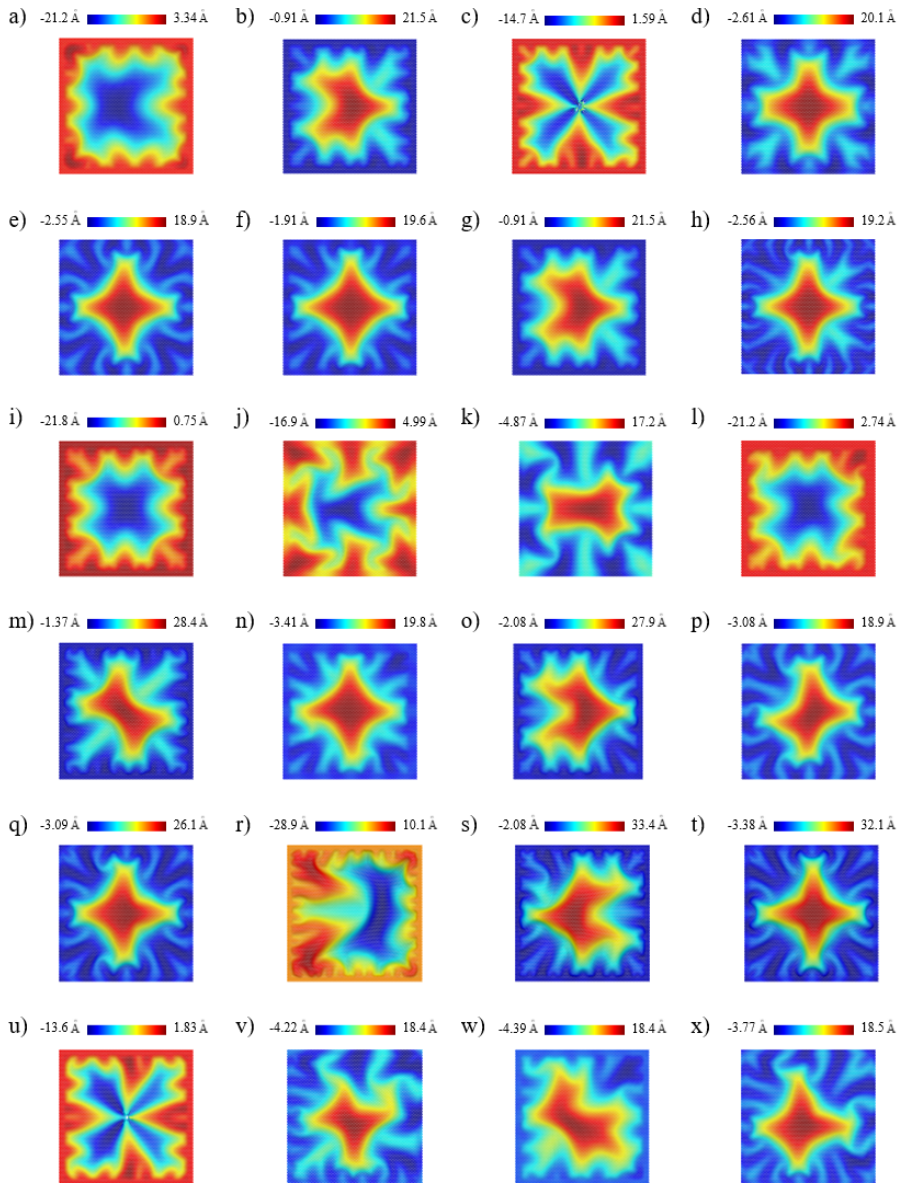 a) -21.2 Å 3.34 Å b) -0.91 Å 21.5 Å c) -14.7 Å 1.59 Å d) -2.61 Å 20.1 Å
e) -2.55 Å 18.9 Å f) -1.91 Å 19.6 Å g) -0.91 Å 21.5 Å h) -2.56 Å 19.2 Å
i) -21.8 Å 0.75 Å j) -16.9 Å 4.99 Å k) -4.87 Å 17.2 Å l) -21.2 Å 2.74 Å
m) -1.37 Å 28.4 Å n) -3.41 Å 19.8 Å o) -2.08 Å 27.9 Å p) -3.08 Å 18.9 Å
q) -3.09 Å 26.1 Å r) -28.9 Å 10.1 Å s) -2.08 Å 33.4 Å t) -3.38 Å 32.1 Å
u) -13.6 Å 1.83 Å v) -4.22 Å 18.4 Å w) -4.39 Å 18.4 Å x) -3.77 Å 18.5 Å